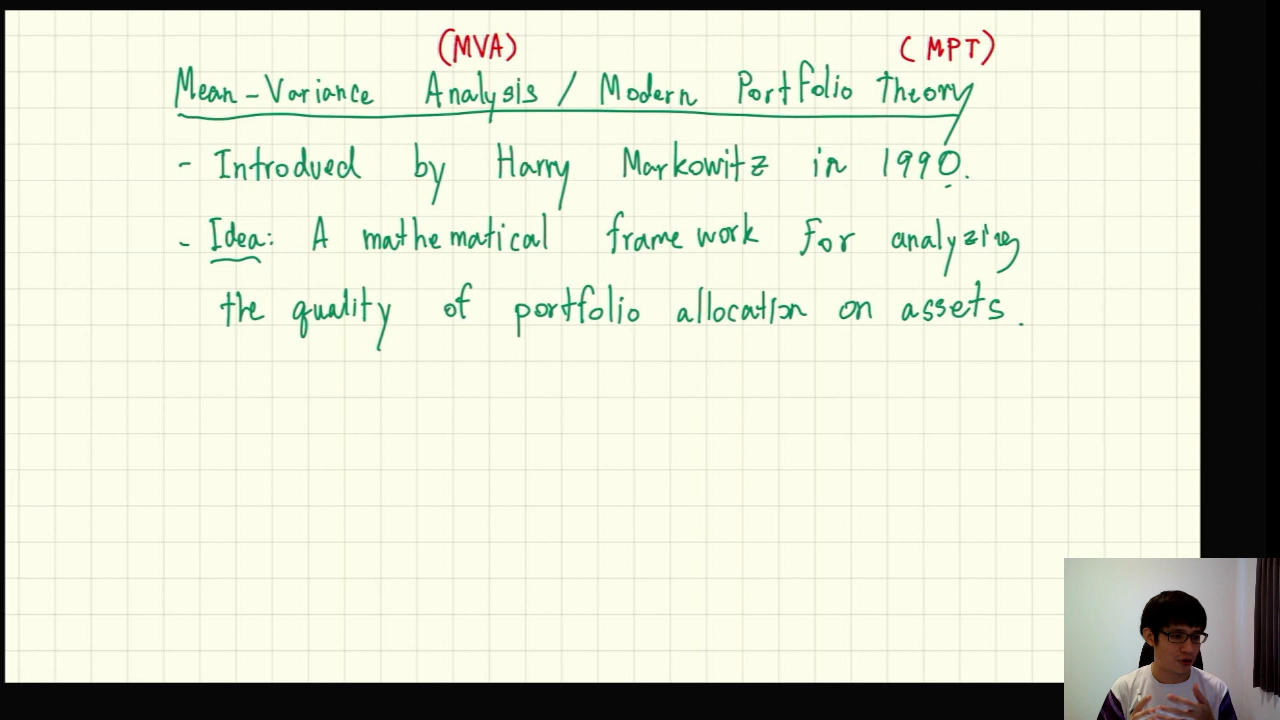 (MVA) (MPT)
Mean-Variance Analysis / Modern Portfolio Theory
- Introdued by Harry Markowitz in 1990.
- Idea: A mathematical framework for analyzing
the quality of portfolio allocation on assets.